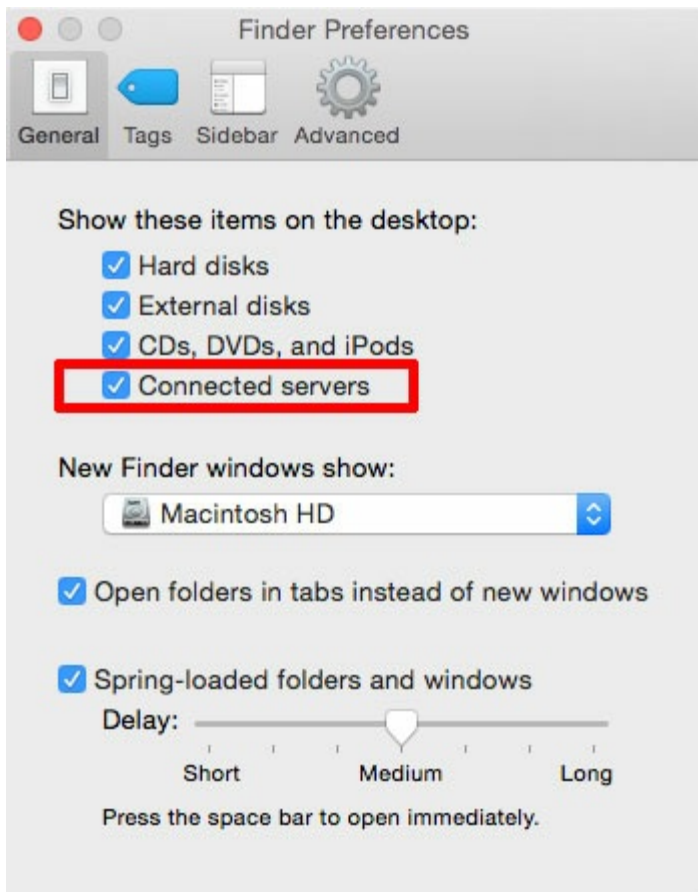 Finder Preferences
General Tags Sidebar Advanced
Show these items on the desktop:
Hard disks
External disks
CDs, DVDs, and iPods
Connected servers
New Finder windows show:
Macintosh HD
Open folders in tabs instead of new windows
Spring-loaded folders and windows
Delay:
Short Medium Long
Press the space bar to open immediately.